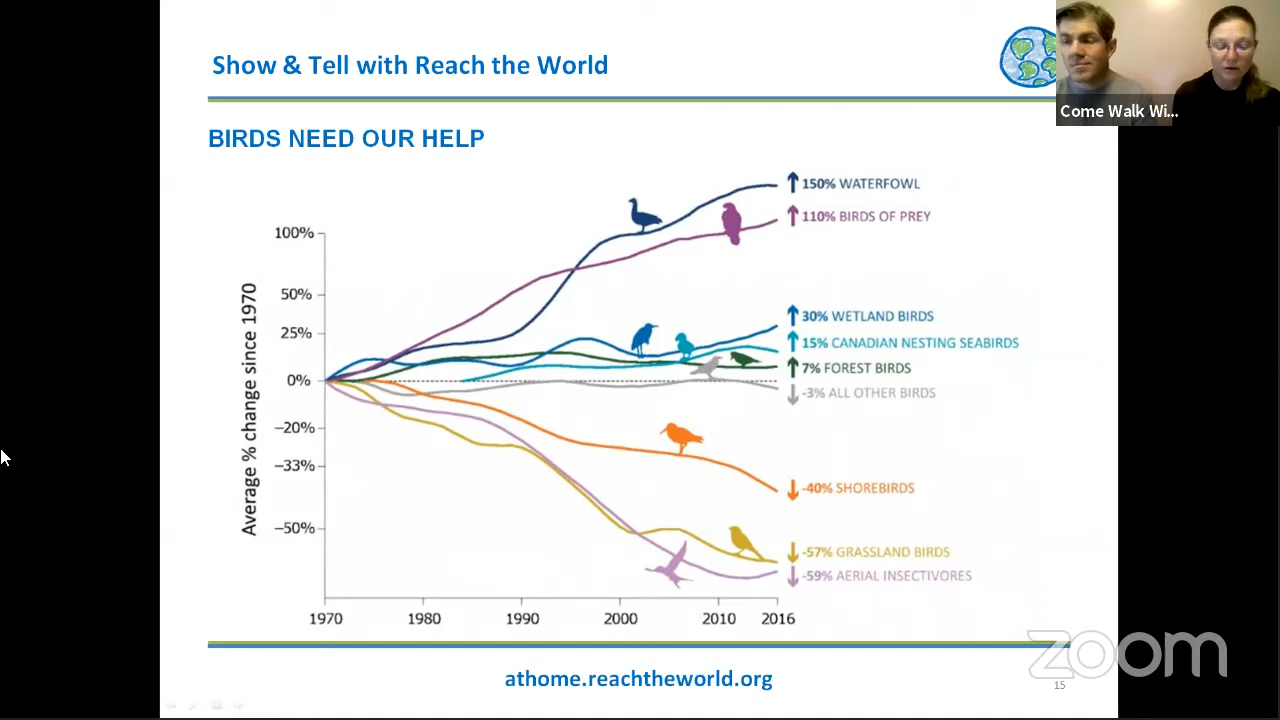 Show & Tell with Reach the World
Come Walk Wi...
BIRDS NEED OUR HELP
Average % change since 1970
100%
50%
25%
0%
–20%
–33%
–50%
150% WATERFOWL
110% BIRDS OF PREY
30% WETLAND BIRDS
15% CANADIAN NESTING SEABIRDS
7% FOREST BIRDS
-3% ALL OTHER BIRDS
-40% SHOREBIRDS
-57% GRASSLAND BIRDS
-59% AERIAL INSECTIVORES
1970 1980 1990 2000 2010 2016
athome.reachtheworld.org
zoom
15